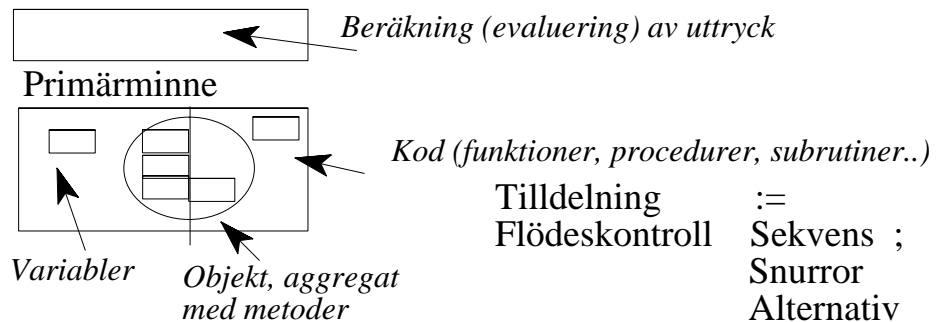 Beräkning (evaluering) av uttryck
Primärminne
Kod (funktioner, procedurer, subrutiner..)
Tilldelning :=
Flödeskontroll Sekvens ;
Snurror
Alternativ
Variabler
Objekt, aggregat
med metoder